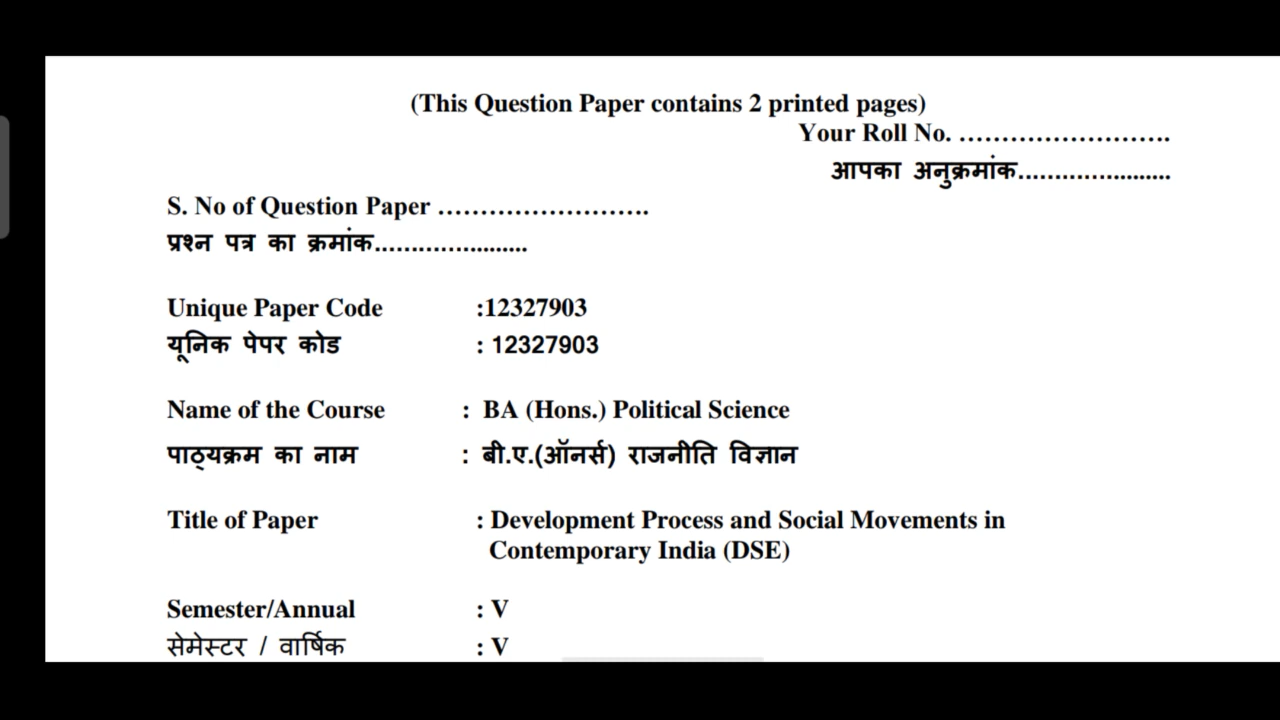 (This Question Paper contains 2 printed pages)
Your Roll No. ……………………….
आपका अनुक्रमांक.........................
S. No of Question Paper …………………….
प्रश्न पत्र का क्रमांक.........................
Unique Paper Code :12327903
यूनिक पेपर कोड : 12327903
Name of the Course : BA (Hons.) Political Science
पाठ्यक्रम का नाम : बी.ए.(ऑनर्स) राजनीति विज्ञान
Title of Paper : Development Process and Social Movements in
Contemporary India (DSE)
Semester/Annual : V
सेमेस्टर / वार्षिक : V